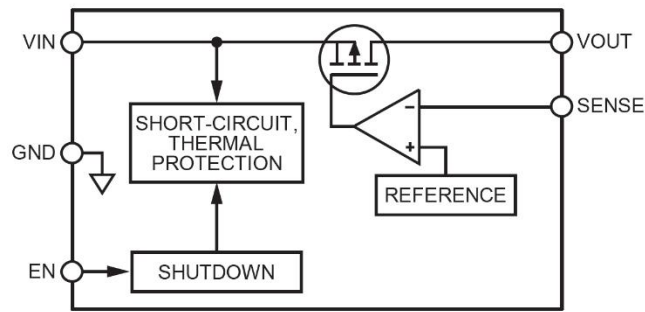 VIN
VOUT
SENSE
SHORT-CIRCUIT,
THERMAL
PROTECTION
GND
REFERENCE
EN
SHUTDOWN